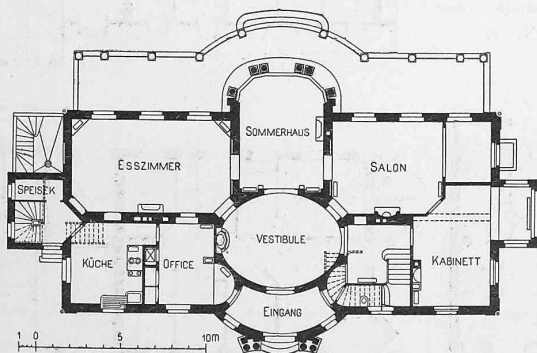 SOMMERHAUS
ESSZIMMER
SALON
SPEISEK
VESTIBULE
KÜCHE
OFFICE
KABINETT
EINGANG
1 0 5 10m